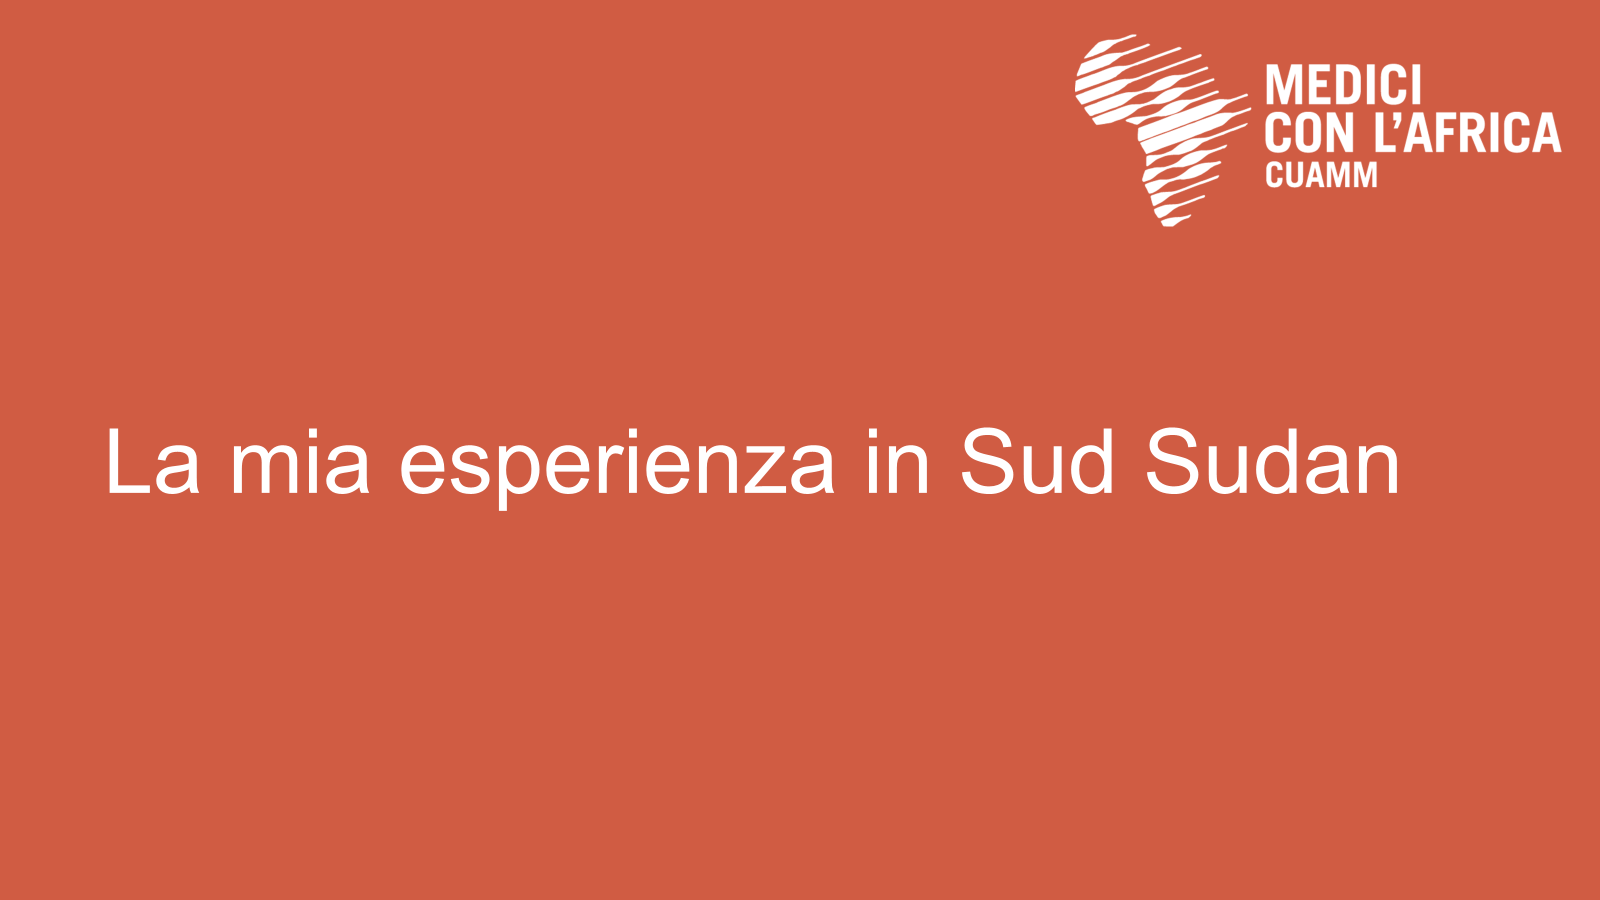 MEDICI
CON L’AFRICA
CUAMM
La mia esperienza in Sud Sudan